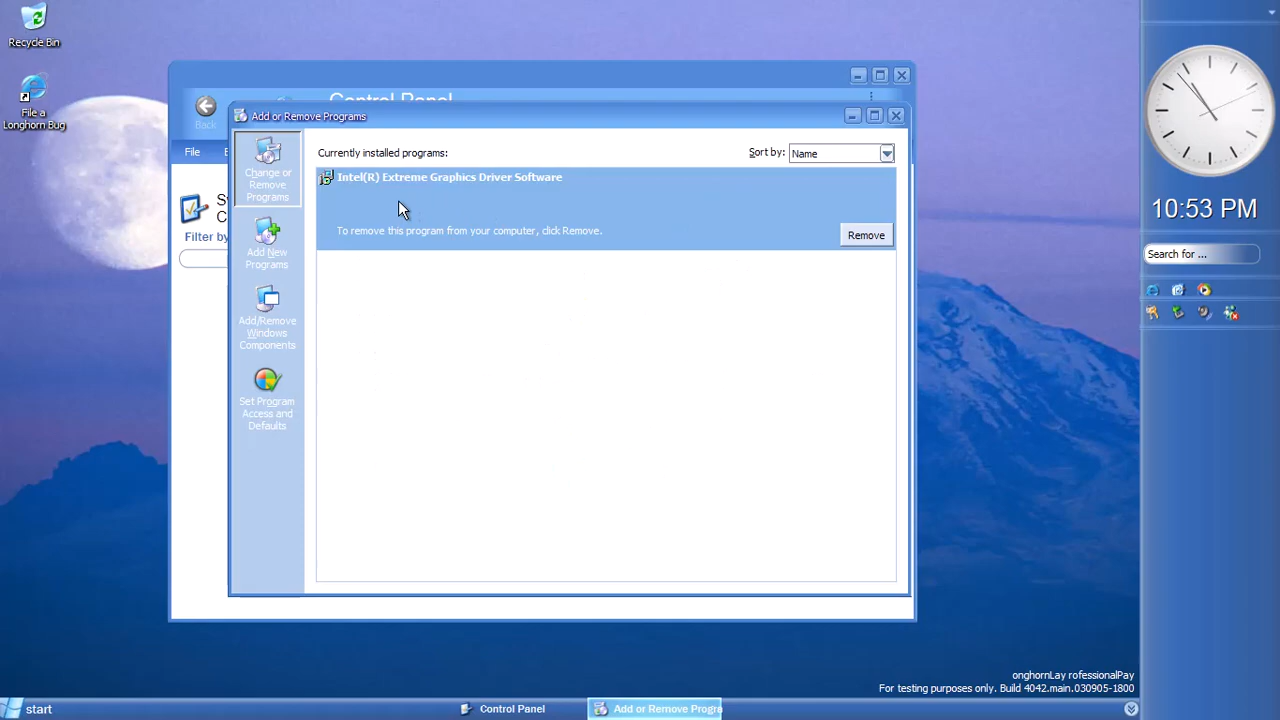 Recycle Bin
File a
Longhorn Bug
Control Panel
Back
File
Filter by
Add or Remove Programs
Change or
Remove
Programs
Add New
Programs
Add/Remove
Windows
Components
Set Program
Access and
Defaults
Currently installed programs:
Sort by:
Name
Intel(R) Extreme Graphics Driver Software
To remove this program from your computer, click Remove.
Remove
10:53 PM
Search for ...
onghornLay rofessionalPay
For testing purposes only. Build 4042.main.030905-1800
start
Control Panel
Add or Remove Progra